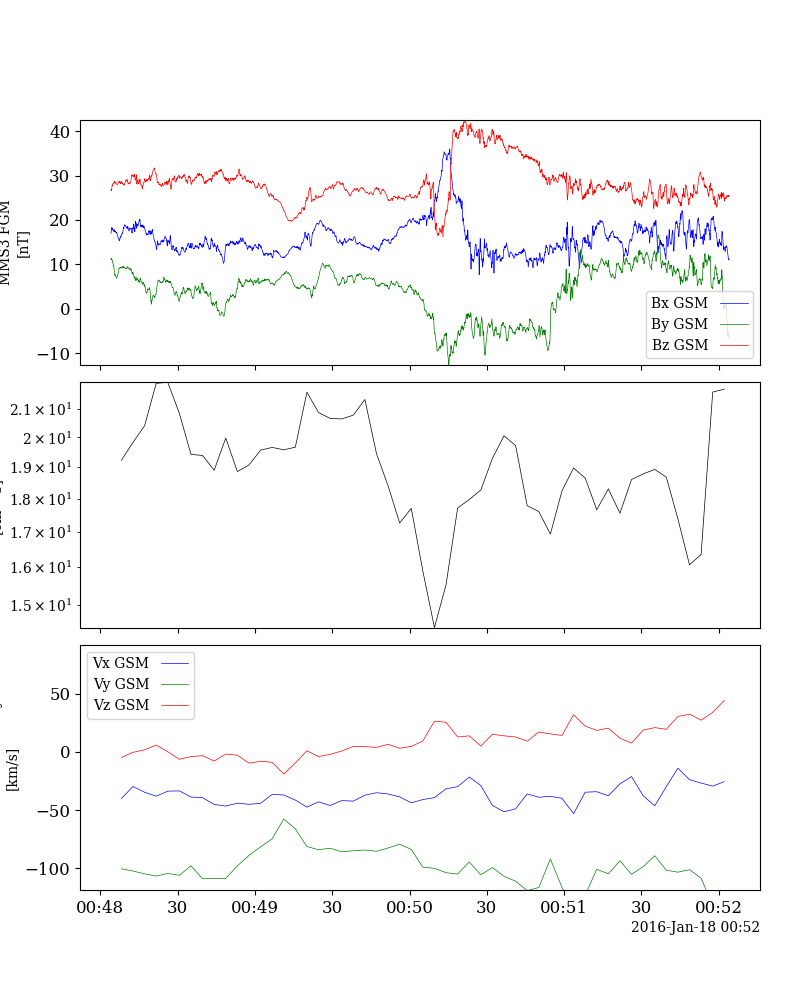 MMS3 FGM
[nT]
40
30
20
10
0
−10
Bx GSM
By GSM
Bz GSM
2.1 × 10¹
2 × 10¹
1.9 × 10¹
1.8 × 10¹
1.7 × 10¹
1.6 × 10¹
1.5 × 10¹
[km/s]
50
0
−50
−100
Vx GSM
Vy GSM
Vz GSM
00:48 30 00:49 30 00:50 30 00:51 30 00:52
2016-Jan-18 00:52